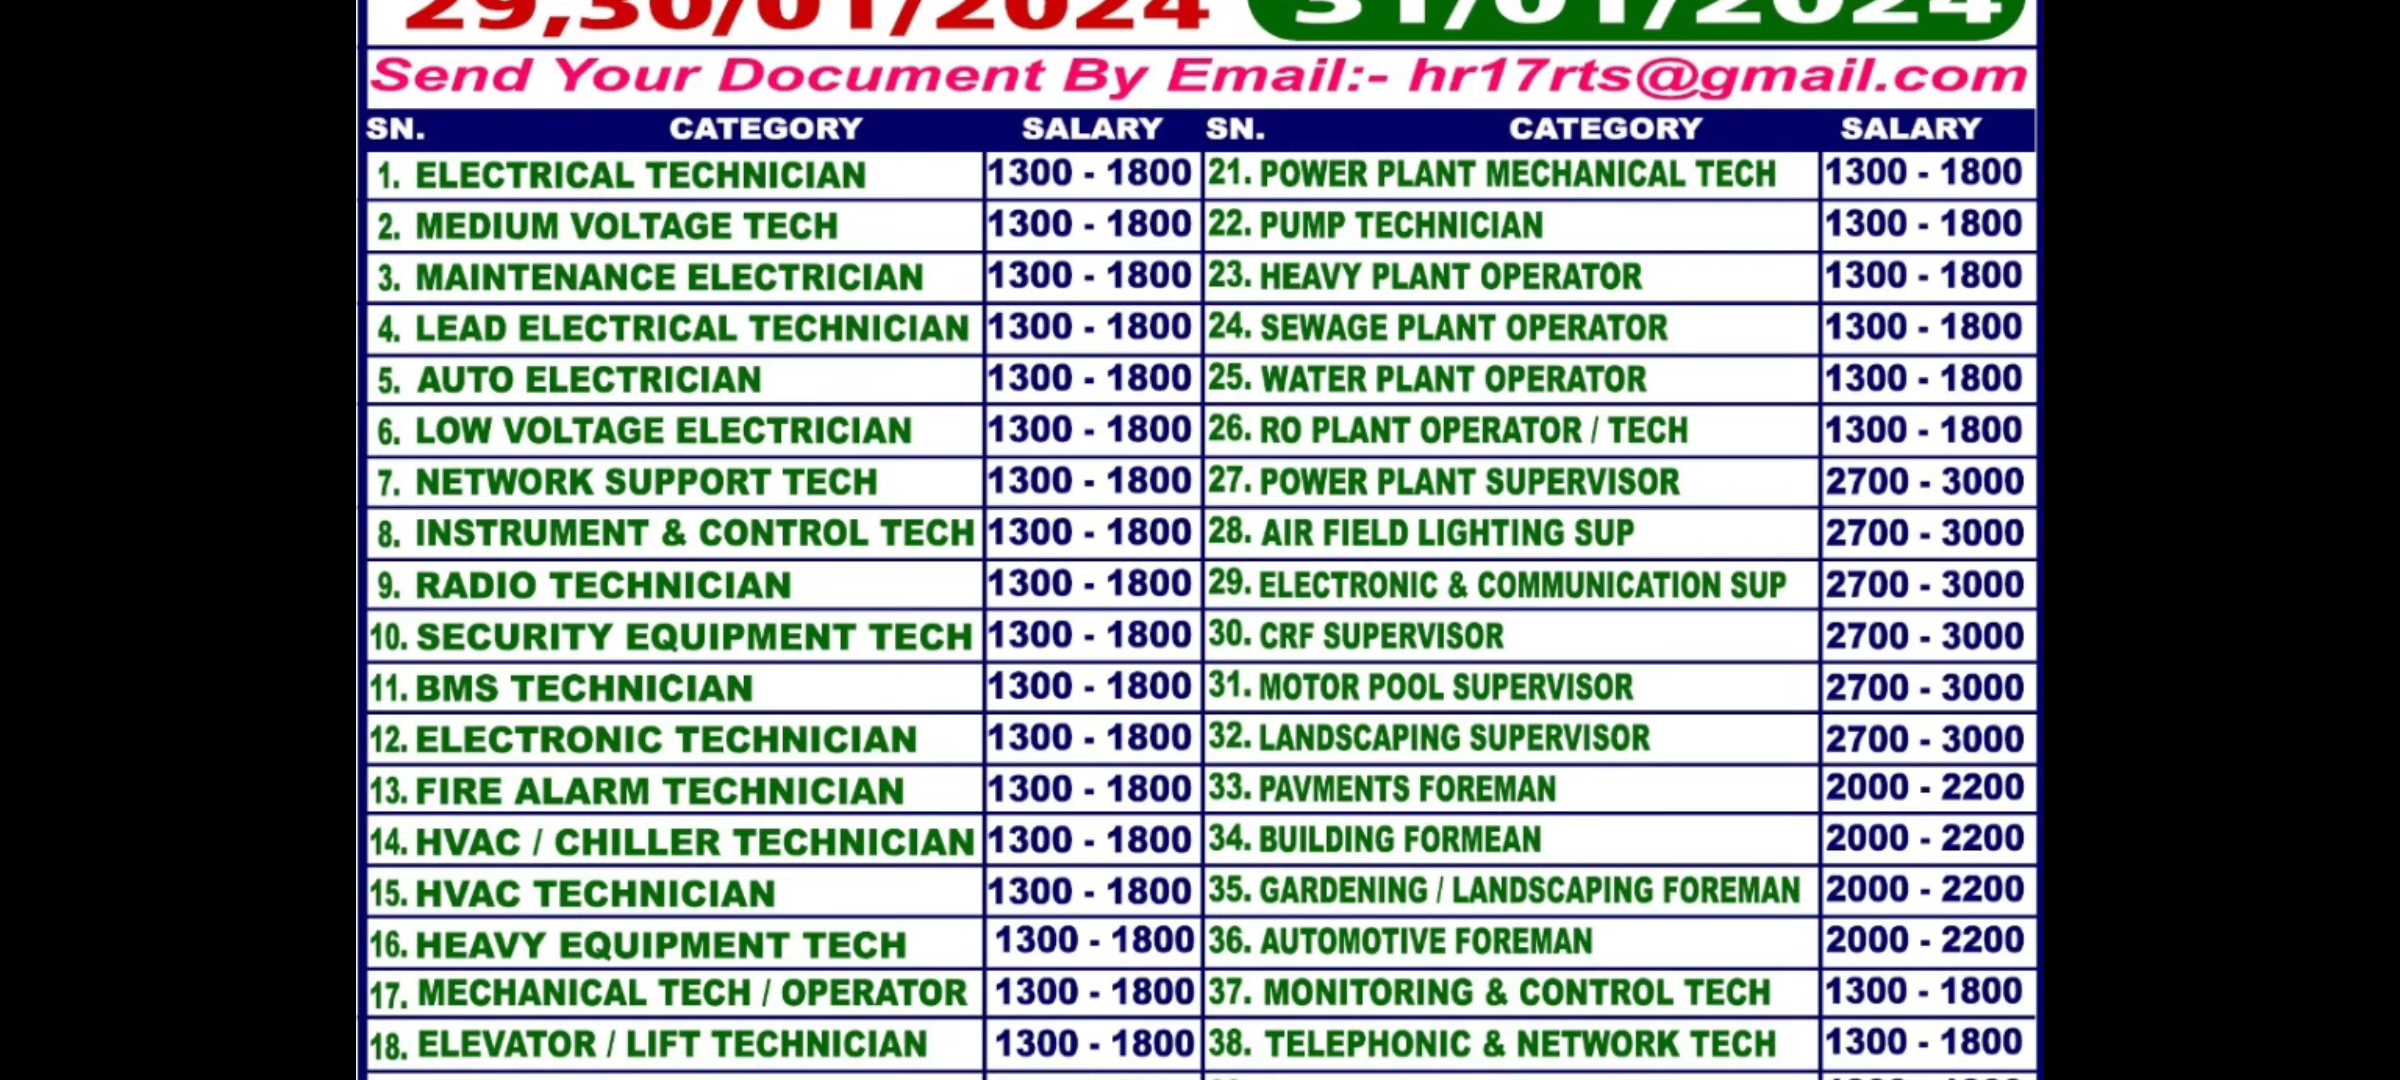 29,30/01/2024 31/01/2024
Send Your Document By Email:- hr17rts@gmail.com
SN. CATEGORY SALARY SN. CATEGORY SALARY
1. ELECTRICAL TECHNICIAN 1300 - 1800 21. POWER PLANT MECHANICAL TECH 1300 - 1800
2. MEDIUM VOLTAGE TECH 1300 - 1800 22. PUMP TECHNICIAN 1300 - 1800
3. MAINTENANCE ELECTRICIAN 1300 - 1800 23. HEAVY PLANT OPERATOR 1300 - 1800
4. LEAD ELECTRICAL TECHNICIAN 1300 - 1800 24. SEWAGE PLANT OPERATOR 1300 - 1800
5. AUTO ELECTRICIAN 1300 - 1800 25. WATER PLANT OPERATOR 1300 - 1800
6. LOW VOLTAGE ELECTRICIAN 1300 - 1800 26. RO PLANT OPERATOR / TECH 1300 - 1800
7. NETWORK SUPPORT TECH 1300 - 1800 27. POWER PLANT SUPERVISOR 2700 - 3000
8. INSTRUMENT & CONTROL TECH 1300 - 1800 28. AIR FIELD LIGHTING SUP 2700 - 3000
9. RADIO TECHNICIAN 1300 - 1800 29. ELECTRONIC & COMMUNICATION SUP 2700 - 3000
10. SECURITY EQUIPMENT TECH 1300 - 1800 30. CRF SUPERVISOR 2700 - 3000
11. BMS TECHNICIAN 1300 - 1800 31. MOTOR POOL SUPERVISOR 2700 - 3000
12. ELECTRONIC TECHNICIAN 1300 - 1800 32. LANDSCAPING SUPERVISOR 2700 - 3000
13. FIRE ALARM TECHNICIAN 1300 - 1800 33. PAVMENTS FOREMAN 2000 - 2200
14. HVAC / CHILLER TECHNICIAN 1300 - 1800 34. BUILDING FORMEAN 2000 - 2200
15. HVAC TECHNICIAN 1300 - 1800 35. GARDENING / LANDSCAPING FOREMAN 2000 - 2200
16. HEAVY EQUIPMENT TECH 1300 - 1800 36. AUTOMOTIVE FOREMAN 2000 - 2200
17. MECHANICAL TECH / OPERATOR 1300 - 1800 37. MONITORING & CONTROL TECH 1300 - 1800
18. ELEVATOR / LIFT TECHNICIAN 1300 - 1800 38. TELEPHONIC & NETWORK TECH 1300 - 1800